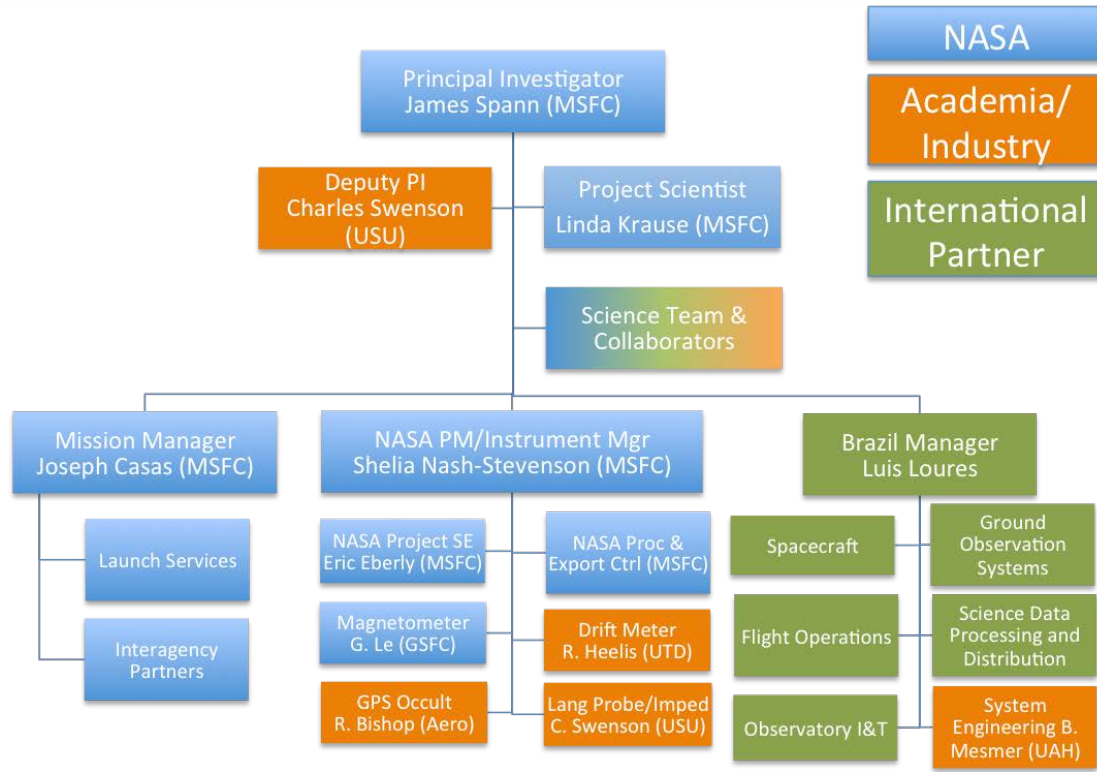 NASA
Academia/
Industry
International
Partner
Principal Investigator
James Spann (MSFC)
Deputy PI
Charles Swenson
(USU)
Project Scientist
Linda Krause (MSFC)
Science Team &
Collaborators
Mission Manager
Joseph Casas (MSFC)
Launch Services
Interagency
Partners
NASA PM/Instrument Mgr
Shelia Nash-Stevenson (MSFC)
NASA Project SE
Eric Eberly (MSFC)
NASA Proc &
Export Ctrl (MSFC)
Magnetometer
G. Le (GSFC)
Drift Meter
R. Heelis (UTD)
GPS Occult
R. Bishop (Aero)
Lang Probe/Imped
C. Swenson (USU)
Brazil Manager
Luis Loures
Spacecraft
Ground
Observation
Systems
Flight Operations
Science Data
Processing and
Distribution
Observatory I&T
System
Engineering B.
Mesmer (UAH)